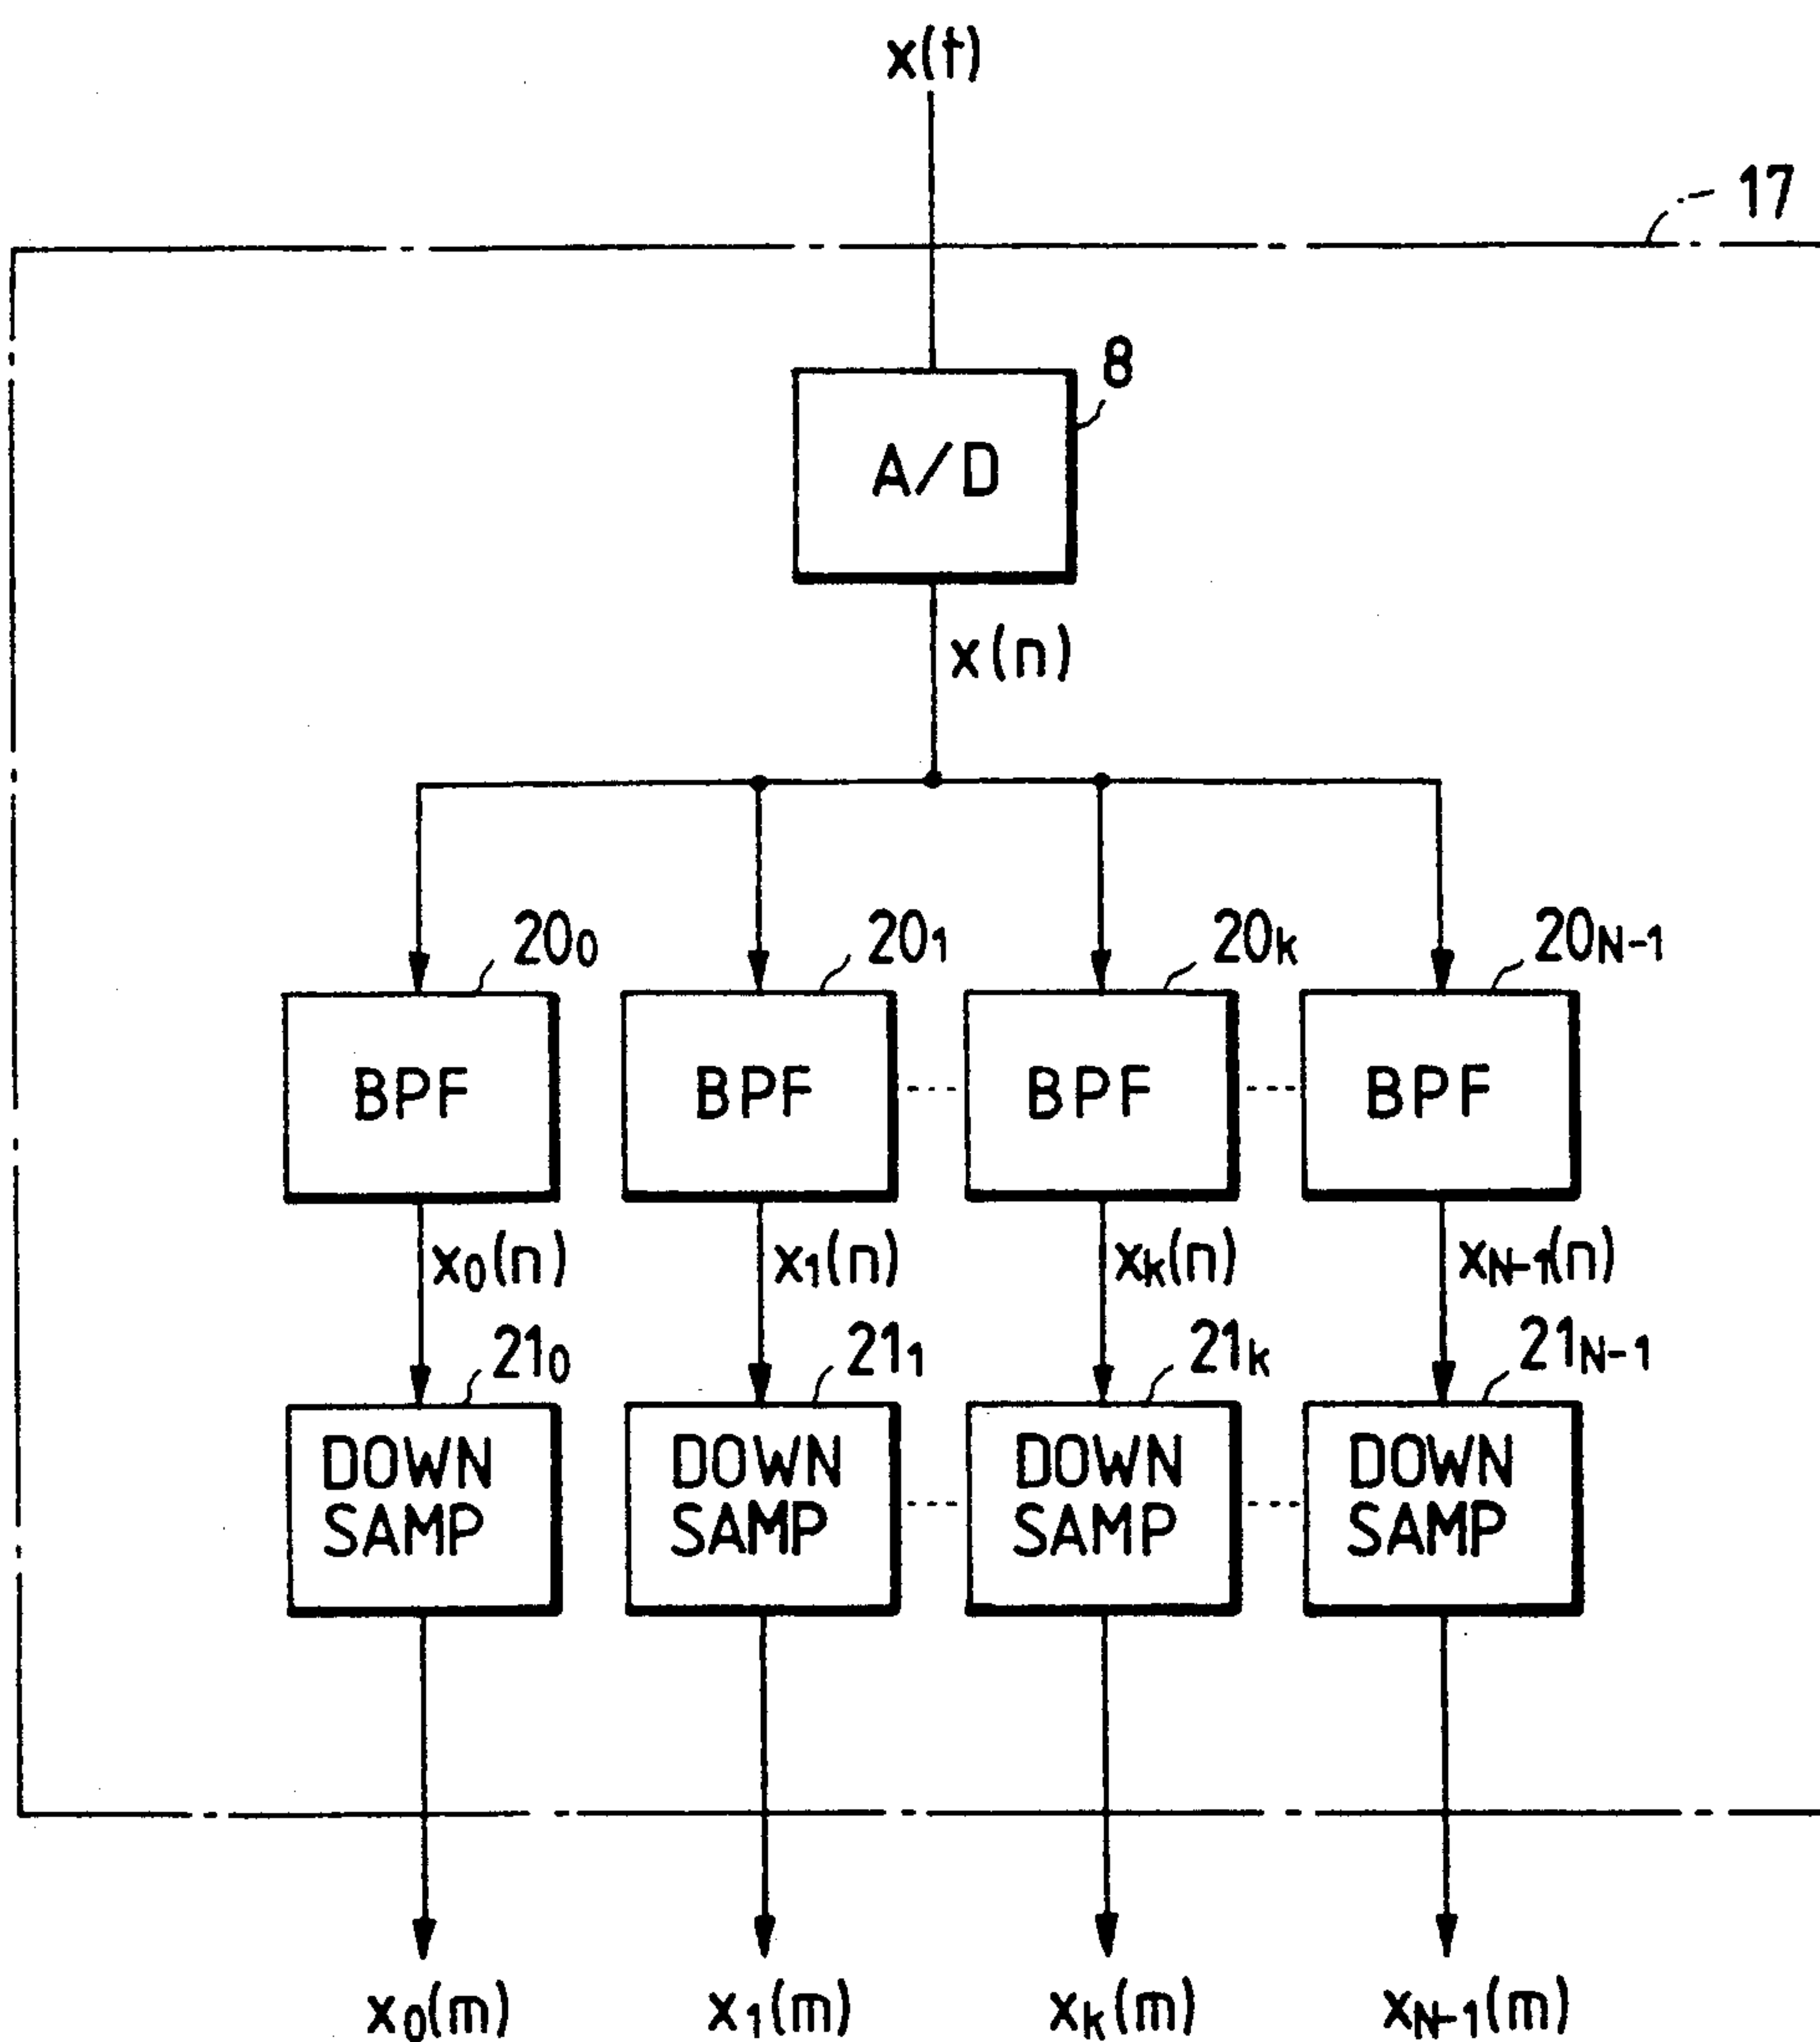 x(t)
17
8
A/D
x(n)
20₀ 20₁ 20ₖ 20N-1
BPF BPF BPF BPF
x₀(n) x₁(n) xₖ(n) xN-1(n)
21₀ 21₁ 21ₖ 21N-1
DOWN DOWN DOWN DOWN
SAMP SAMP SAMP SAMP
x₀(m) x₁(m) xₖ(m) xN-1(m)